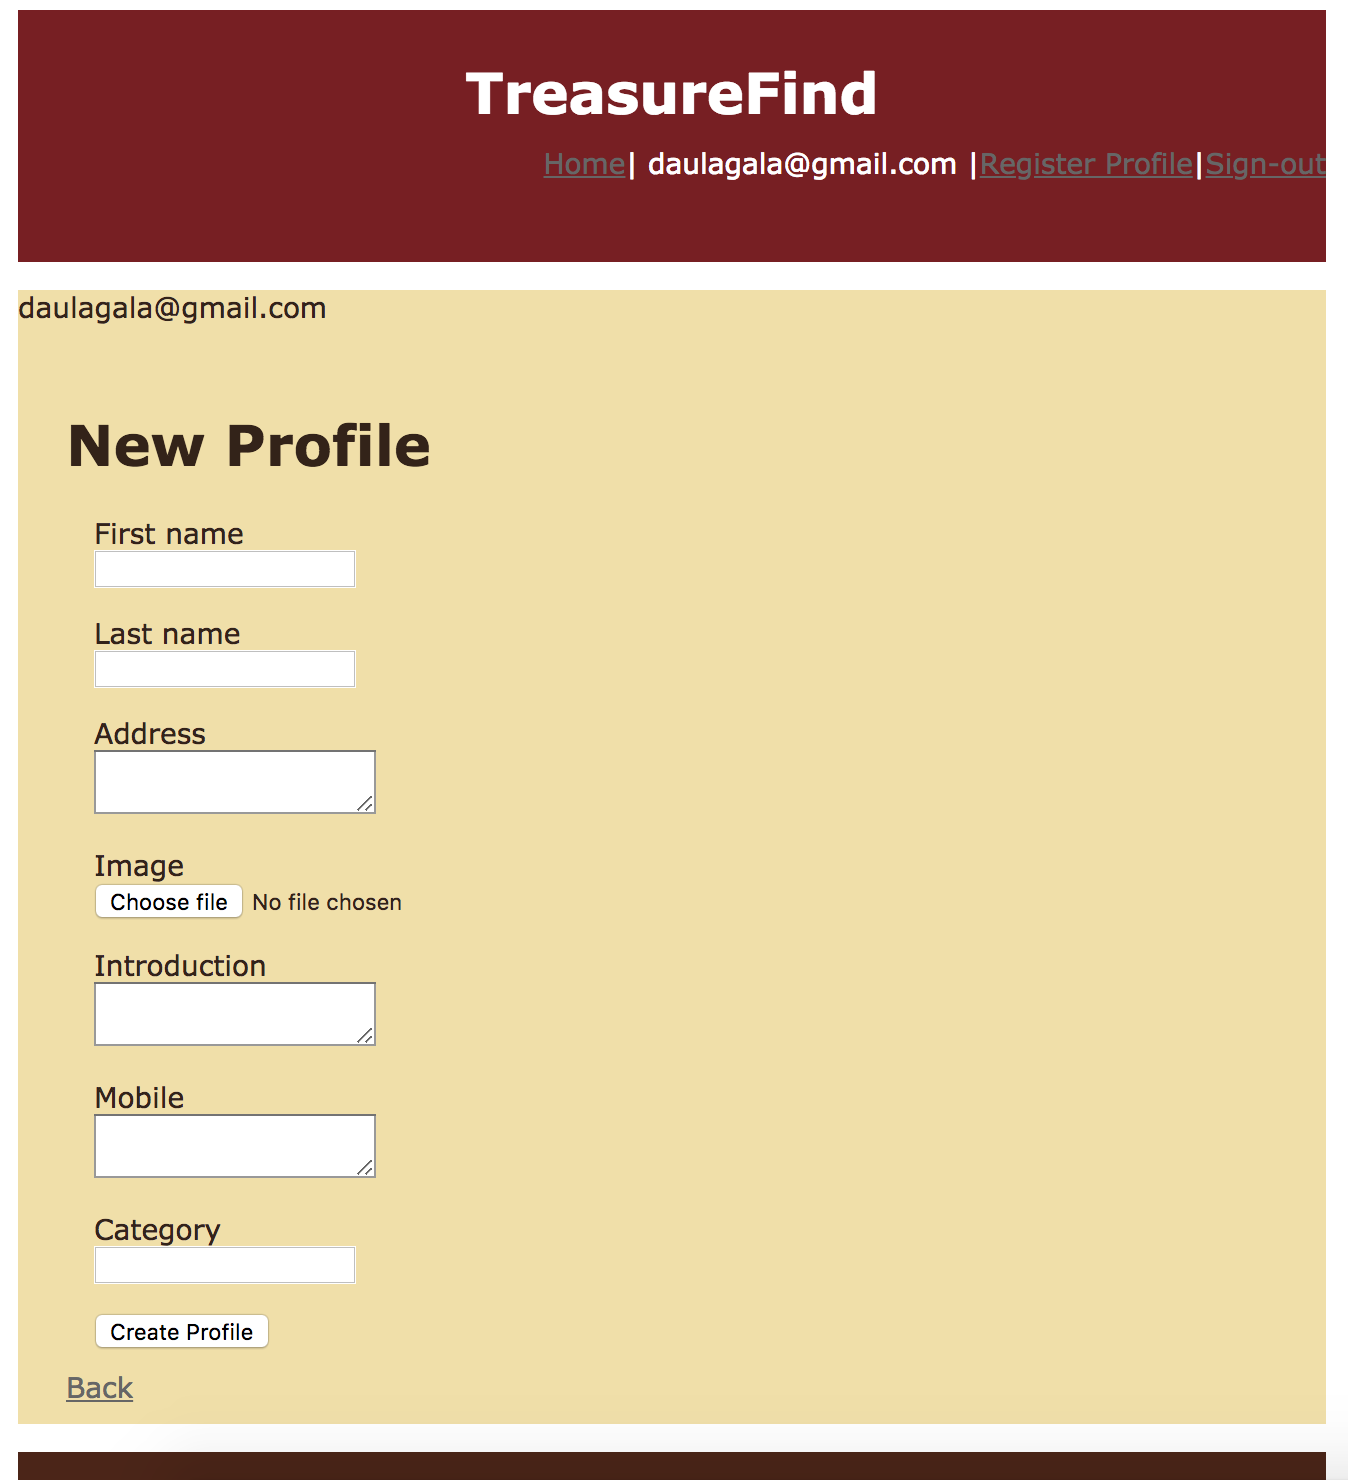 TreasureFind
Home| daulagala@gmail.com |Register Profile|Sign-out
daulagala@gmail.com
New Profile
First name
Last name
Address
Image
Choose file No file chosen
Introduction
Mobile
Category
Create Profile
Back